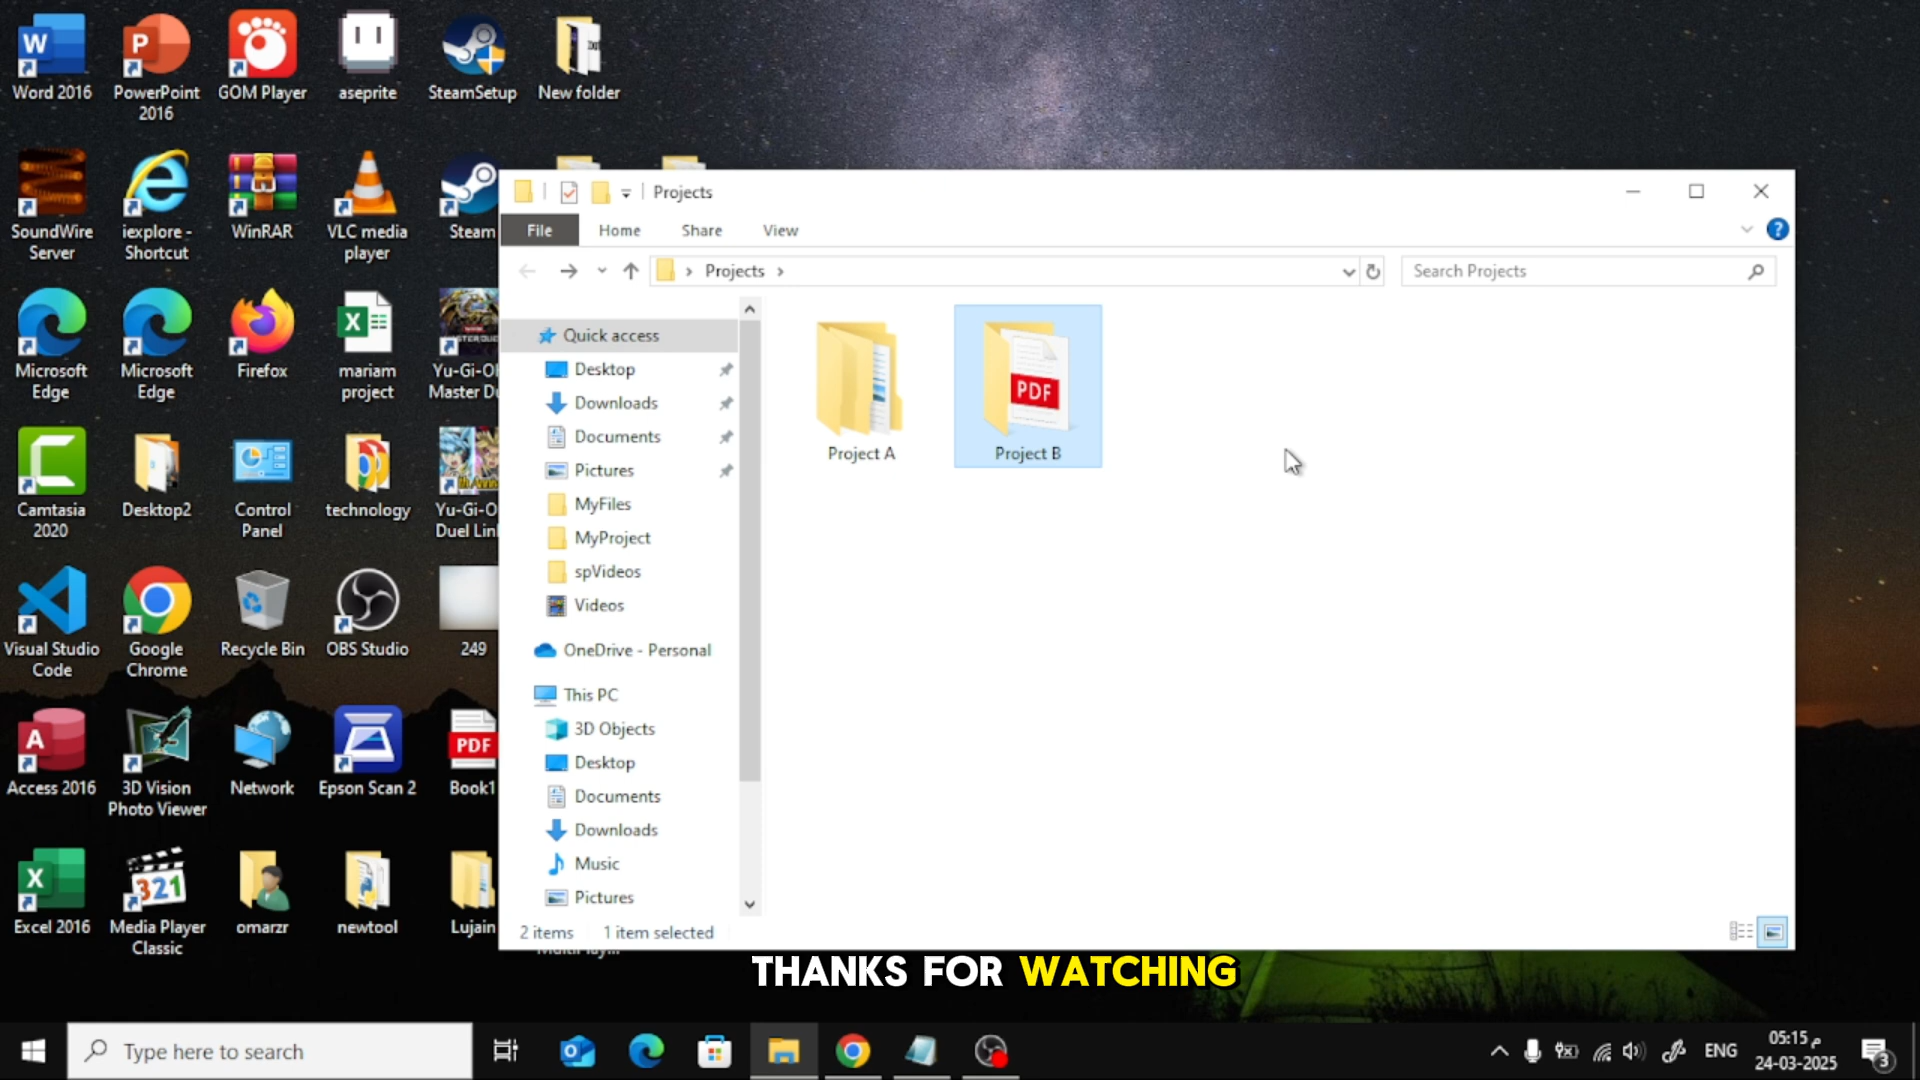 Word 2016
PowerPoint
2016
GOM Player
aseprite
SteamSetup
New folder
SoundWire
Server
iexplore -
Shortcut
WinRAR
VLC media
player
Steam
Microsoft
Edge
Microsoft
Edge
Firefox
mariam
project
Yu-Gi-O
Master D
Camtasia
2020
Desktop2
Control
Panel
technology
Yu-Gi-O
Duel Lin
Visual Studio
Code
Google
Chrome
Recycle Bin
OBS Studio
249
Access 2016
3D Vision
Photo Viewer
Network
Epson Scan 2
PDF
Book1
Excel 2016
321
Media Player
Classic
omarzr
newtool
Lujain
Projects
File
Home
Share
View
Projects
Search Projects
Quick access
Desktop
Downloads
Documents
Pictures
MyFiles
MyProject
spVideos
Videos
OneDrive - Personal
This PC
3D Objects
Desktop
Documents
Downloads
Music
Pictures
Project A
PDF
Project B
2 items
1 item selected
THANKS FOR WATCHING
Type here to search
ENG
05:15 م
24-03-2025
3